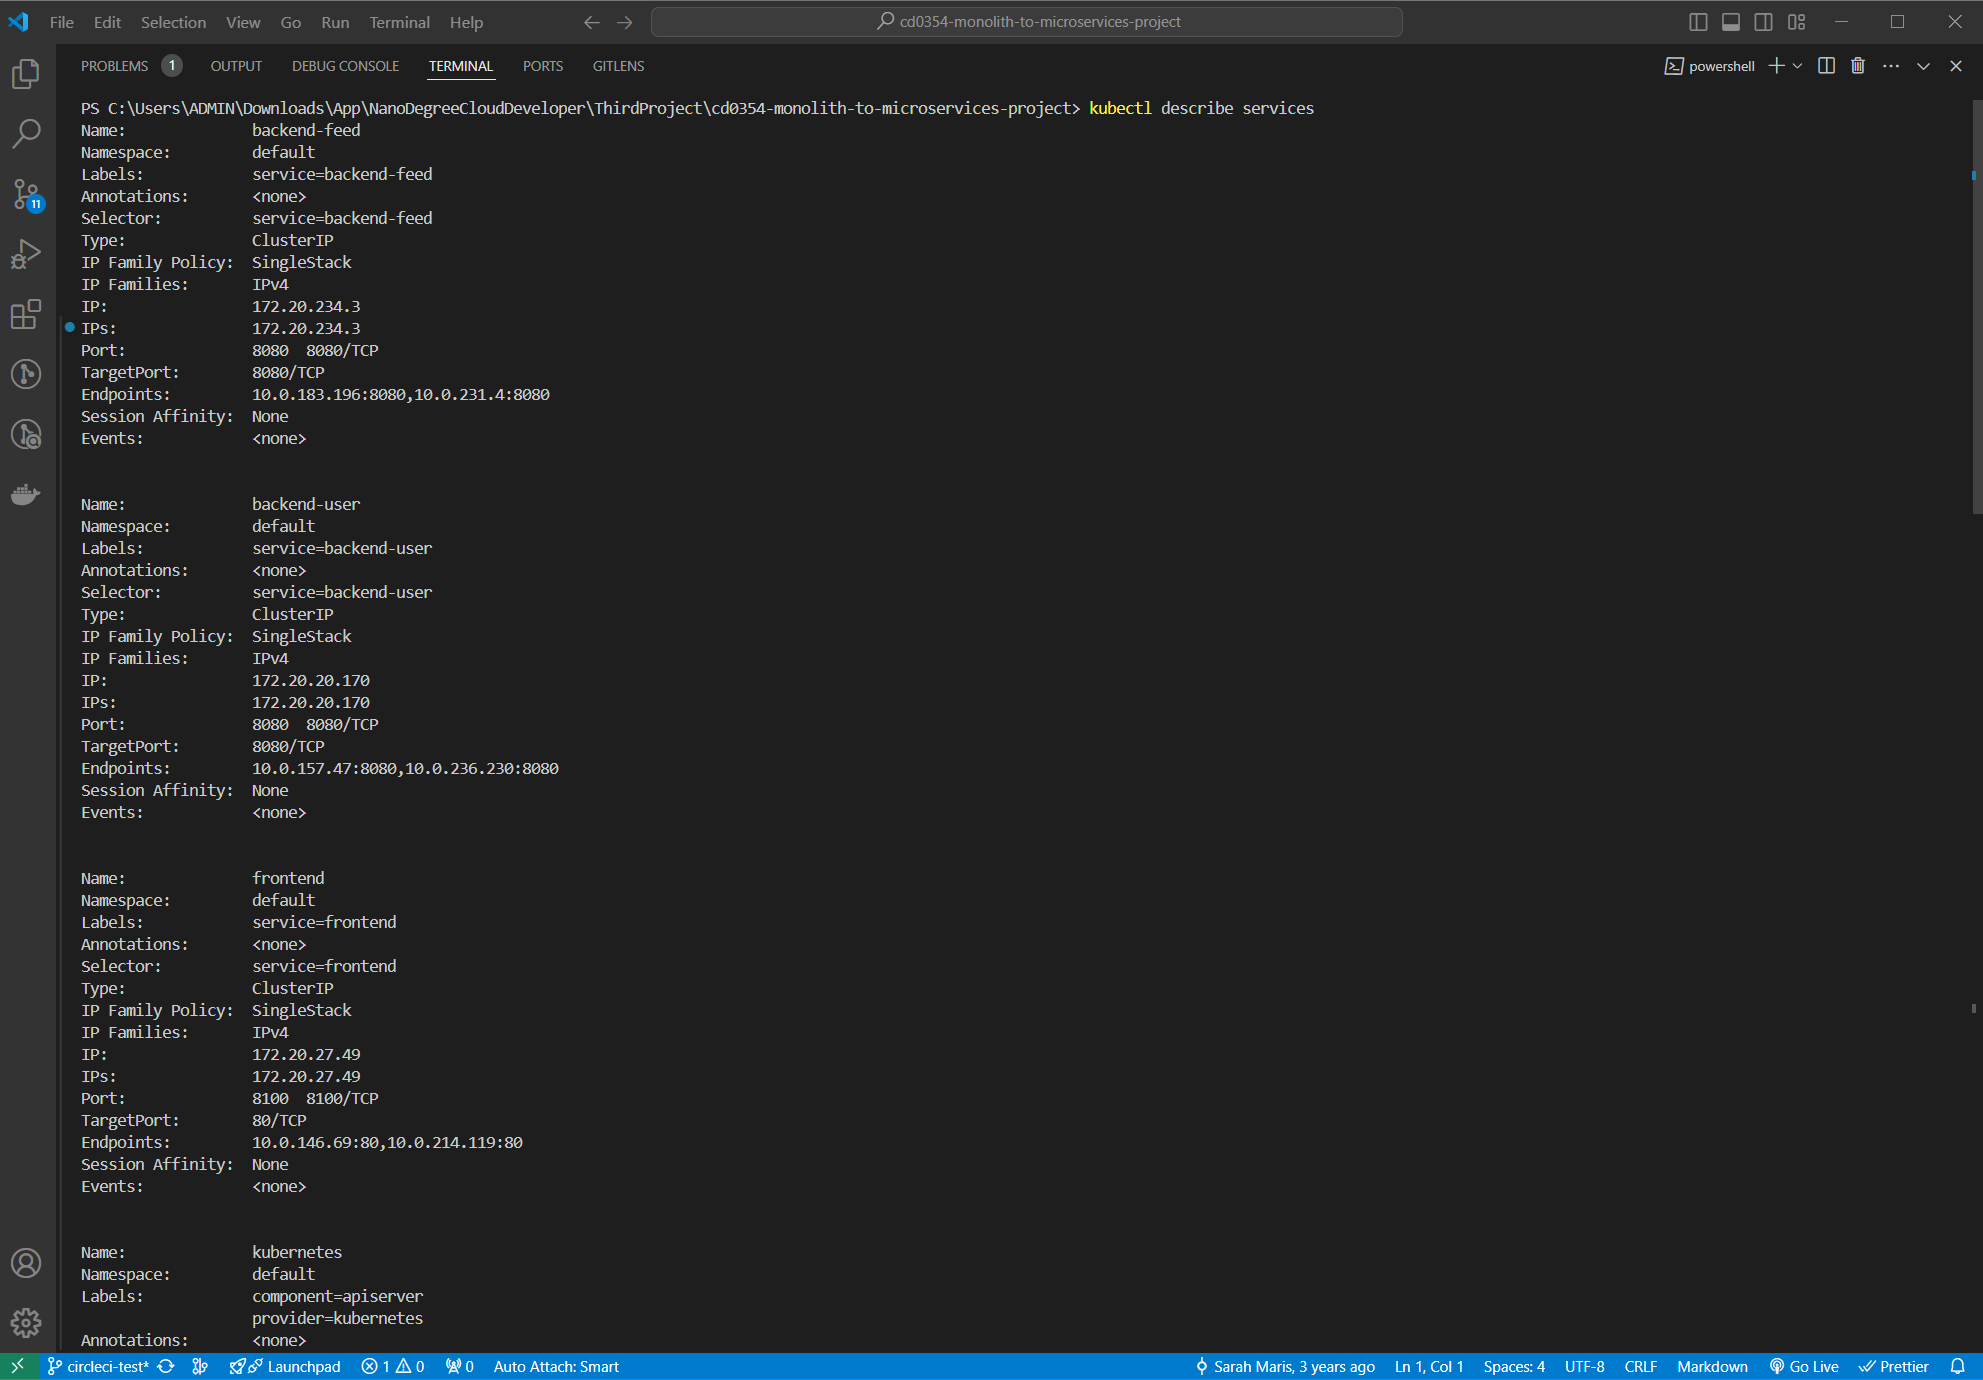 File Edit Selection View Go Run Terminal Help cd0354-monolith-to-microservices-project
PROBLEMS 1 OUTPUT DEBUG CONSOLE TERMINAL PORTS GITLENS powershell
PS C:\Users\ADMIN\Downloads\App\NanoDegreeCloudDeveloper\ThirdProject\cd0354-monolith-to-microservices-project> kubectl describe services
Name: backend-feed
Namespace: default
Labels: service=backend-feed
Annotations: <none>
Selector: service=backend-feed
Type: ClusterIP
IP Family Policy: SingleStack
IP Families: IPv4
IP: 172.20.234.3
IPs: 172.20.234.3
Port: 8080 8080/TCP
TargetPort: 8080/TCP
Endpoints: 10.0.183.196:8080,10.0.231.4:8080
Session Affinity: None
Events: <none>
Name: backend-user
Namespace: default
Labels: service=backend-user
Annotations: <none>
Selector: service=backend-user
Type: ClusterIP
IP Family Policy: SingleStack
IP Families: IPv4
IP: 172.20.20.170
IPs: 172.20.20.170
Port: 8080 8080/TCP
TargetPort: 8080/TCP
Endpoints: 10.0.157.47:8080,10.0.236.230:8080
Session Affinity: None
Events: <none>
Name: frontend
Namespace: default
Labels: service=frontend
Annotations: <none>
Selector: service=frontend
Type: ClusterIP
IP Family Policy: SingleStack
IP Families: IPv4
IP: 172.20.27.49
IPs: 172.20.27.49
Port: 8100 8100/TCP
TargetPort: 80/TCP
Endpoints: 10.0.146.69:80,10.0.214.119:80
Session Affinity: None
Events: <none>
Name: kubernetes
Namespace: default
Labels: component=apiserver
provider=kubernetes
Annotations: <none>
11
circleci-test* Launchpad 1 0 0 Auto Attach: Smart Sarah Maris, 3 years ago Ln 1, Col 1 Spaces: 4 UTF-8 CRLF Markdown Go Live Prettier